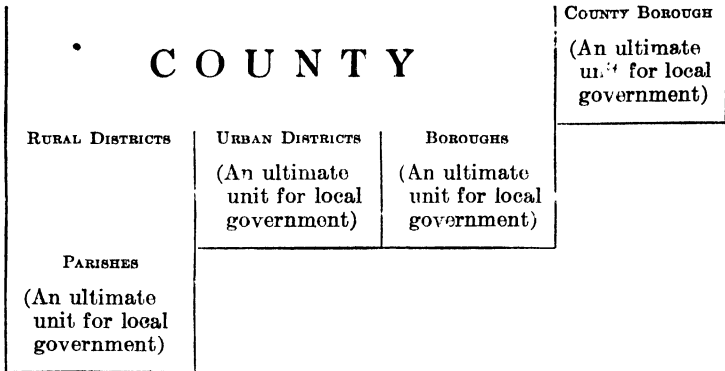 COUNTY BOROUGH
(An ultimate
unit for local
government)
COUNTY
RURAL DISTRICTS
URBAN DISTRICTS
(An ultimate
unit for local
government)
BOROUGHS
(An ultimate
unit for local
government)
PARISHES
(An ultimate
unit for local
government)